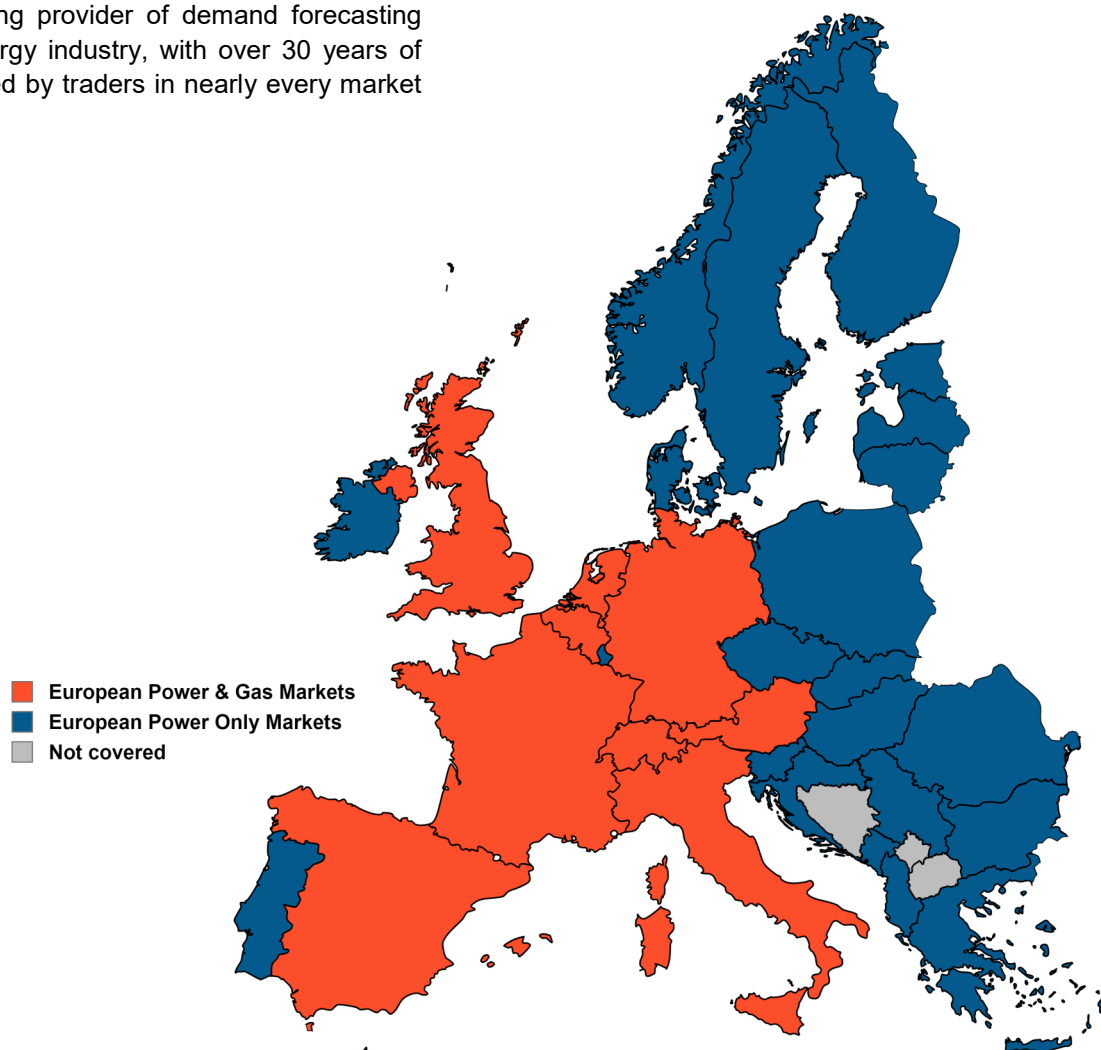 ng provider of demand forecasting
rgy industry, with over 30 years of
ed by traders in nearly every market
European Power & Gas Markets
European Power Only Markets
Not covered